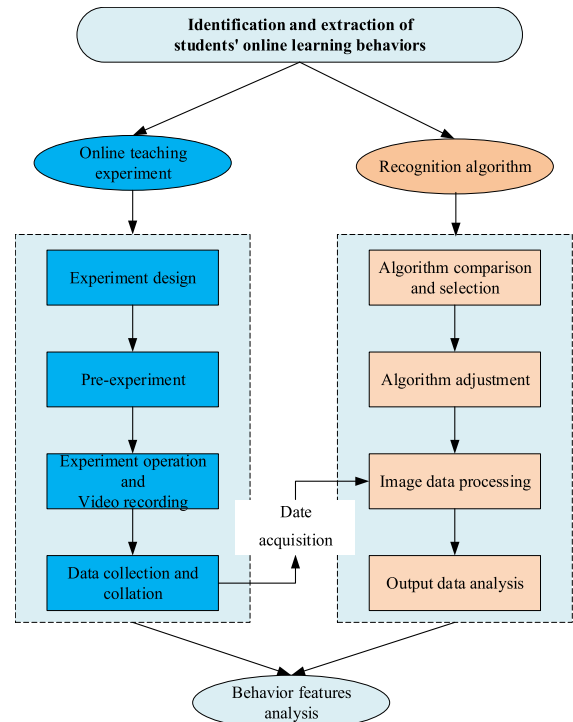 Identification and extraction of
students' online learning behaviors
Online teaching
experiment
Recognition algorithm
Experiment design
Algorithm comparison
and selection
Pre-experiment
Algorithm adjustment
Experiment operation
and
Video recording
Image data processing
Date
acquisition
Data collection and
collation
Output data analysis
Behavior features
analysis